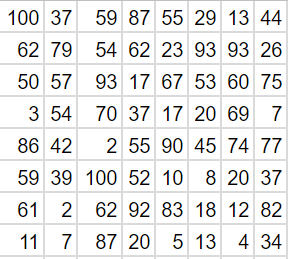 100 37 59 87 55 29 13 44
62 79 54 62 23 93 93 26
50 57 93 17 67 53 60 75
3 54 70 37 17 20 69 7
86 42 2 55 90 45 74 77
59 39 100 52 10 8 20 37
61 2 62 92 83 18 12 82
11 7 87 20 5 13 4 34